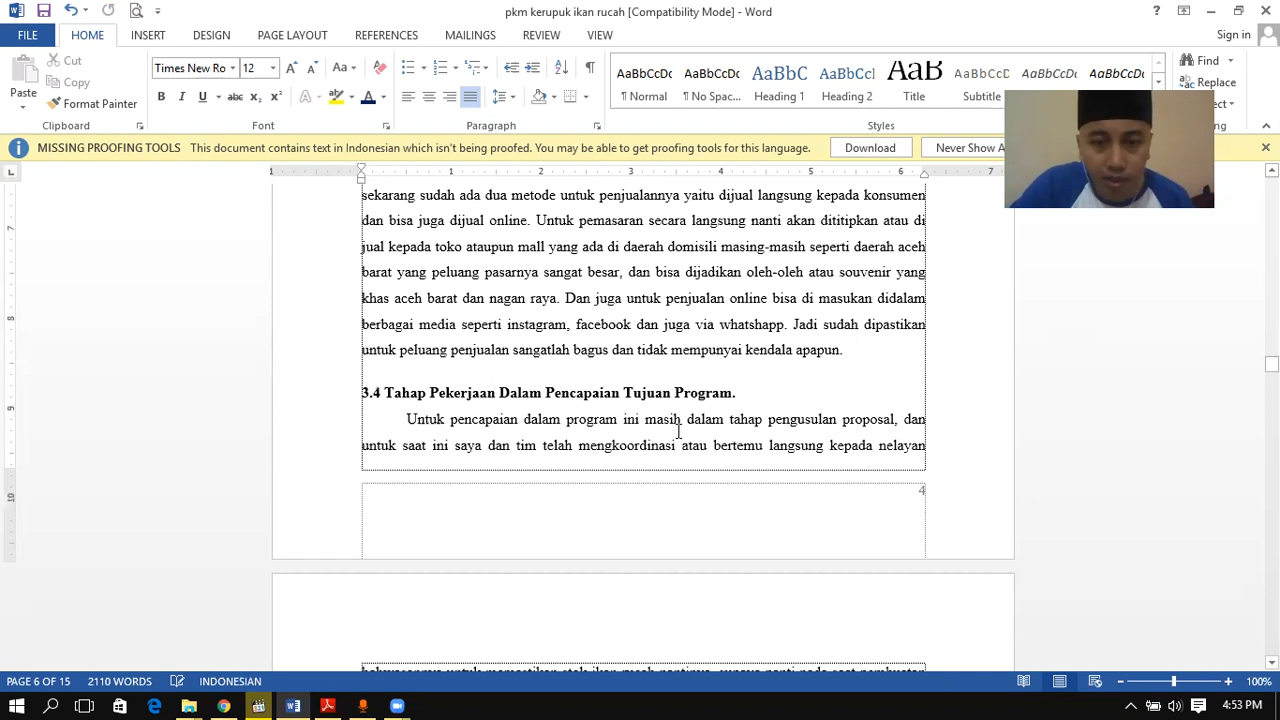 pkm kerupuk ikan rucah [Compatibility Mode] - Word
FILE HOME INSERT DESIGN PAGE LAYOUT REFERENCES MAILINGS REVIEW VIEW Sign in
Paste Cut Copy Format Painter
Clipboard
Times New Ro 12
Font
Paragraph
AaBbCcDc AaBbCcDc AaBbC AaBbCcD AaB AaBbCcD AaBbCcDc AaBbCcDc
¶ Normal ¶ No Spac... Heading 1 Heading 2 Title Subtitle
Styles
Find
Replace
MISSING PROOFING TOOLS This document contains text in Indonesian which isn't being proofed. You may be able to get proofing tools for this language. Download Never Show A
1 1 2 3 4 5 6 7
sekarang sudah ada dua metode untuk penjualannya yaitu dijual langsung kepada konsumen
dan bisa juga dijual online. Untuk pemasaran secara langsung nanti akan dititipkan atau di
jual kepada toko ataupun mall yang ada di daerah domisili masing-masih seperti daerah aceh
barat yang peluang pasarnya sangat besar, dan bisa dijadikan oleh-oleh atau souvenir yang
khas aceh barat dan nagan raya. Dan juga untuk penjualan online bisa di masukan didalam
berbagai media seperti instagram, facebook dan juga via whatshapp. Jadi sudah dipastikan
untuk peluang penjualan sangatlah bagus dan tidak mempunyai kendala apapun.
3.4 Tahap Pekerjaan Dalam Pencapaian Tujuan Program.
Untuk pencapaian dalam program ini masih dalam tahap pengusulan proposal, dan
untuk saat ini saya dan tim telah mengkoordinasi atau bertemu langsung kepada nelayan
4
PAGE 6 OF 15 2110 WORDS INDONESIAN 100%
4:53 PM